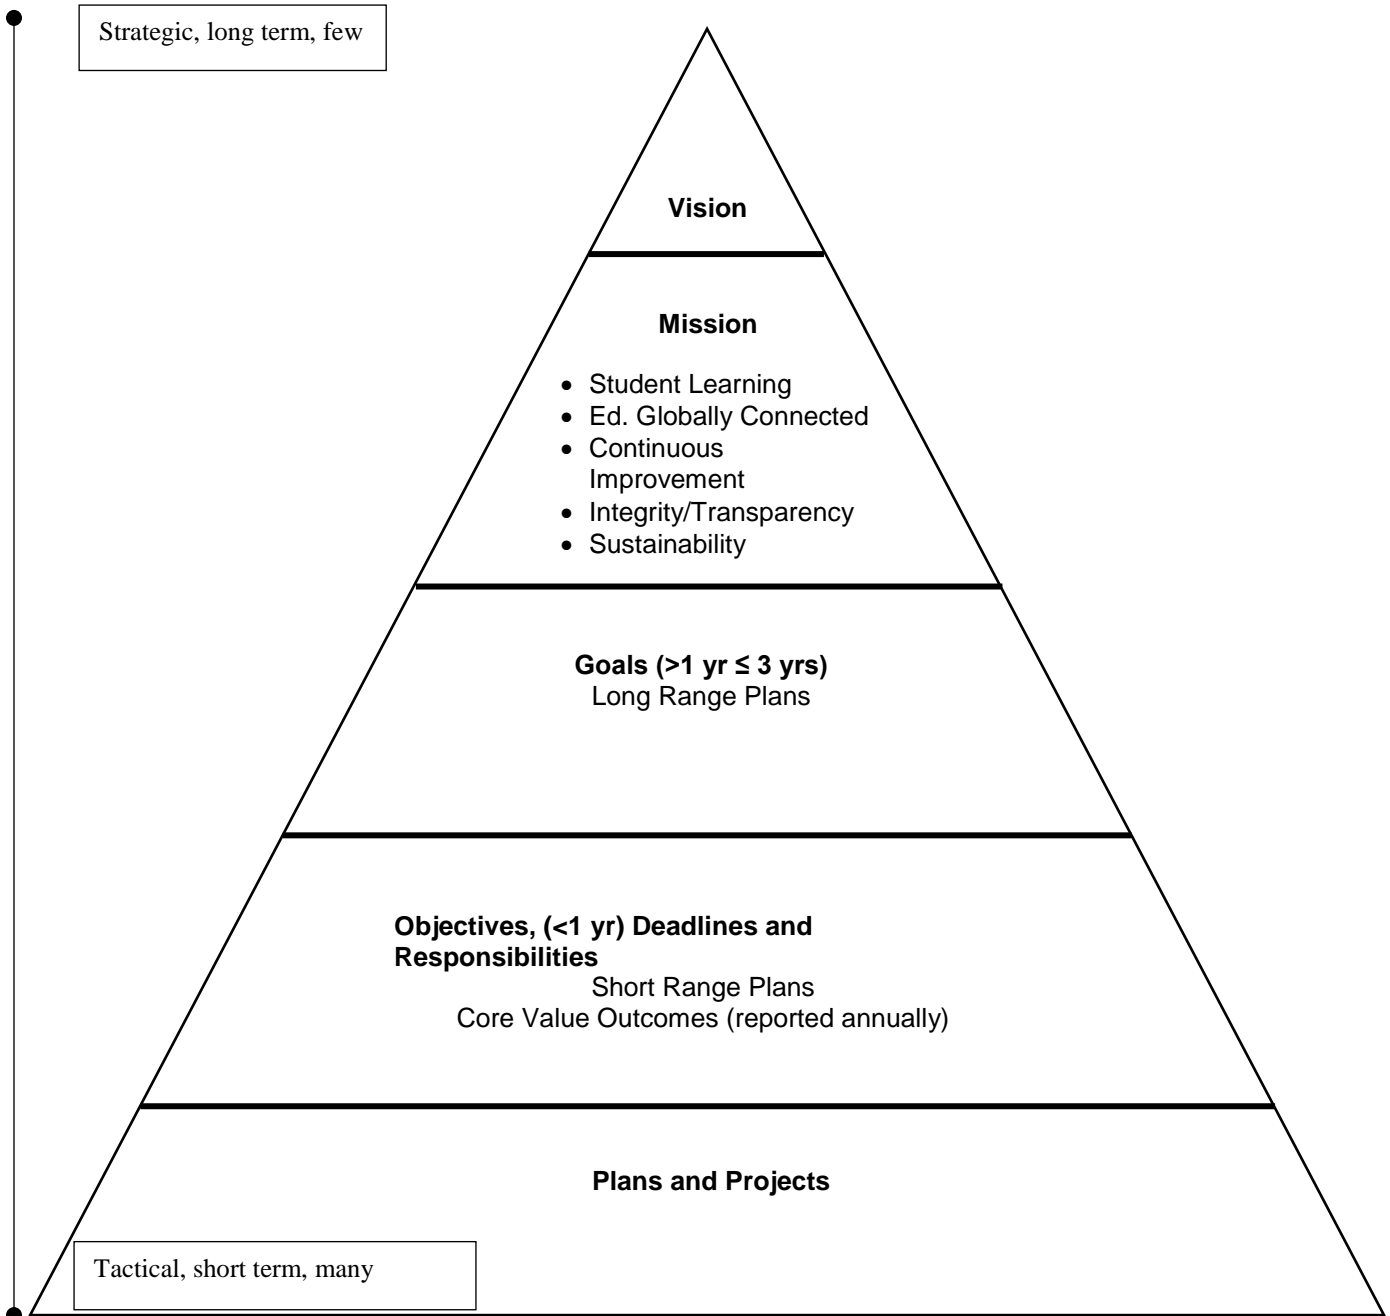 Strategic, long term, few
Vision
Mission
• Student Learning
• Ed. Globally Connected
• Continuous
Improvement
• Integrity/Transparency
• Sustainability
Goals (>1 yr ≤ 3 yrs)
Long Range Plans
Objectives, (<1 yr) Deadlines and
Responsibilities
Short Range Plans
Core Value Outcomes (reported annually)
Plans and Projects
Tactical, short term, many